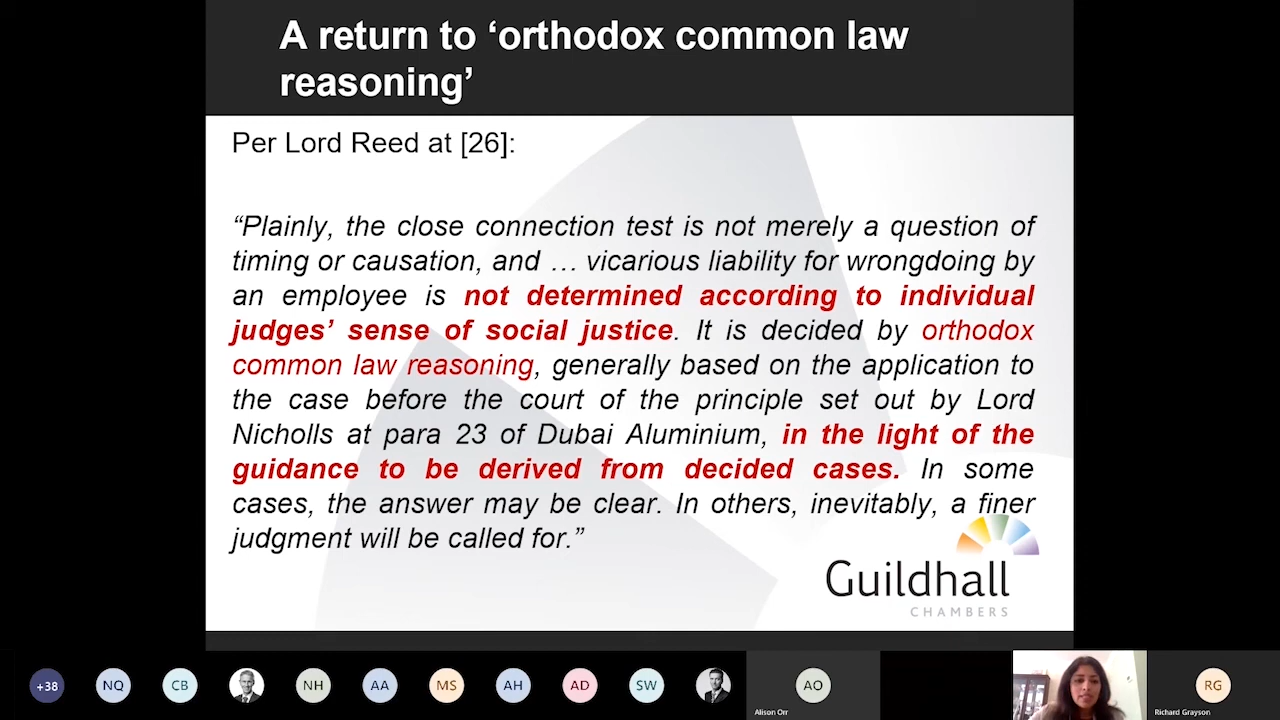 A return to ‘orthodox common law
reasoning’
Per Lord Reed at [26]:
“Plainly, the close connection test is not merely a question of
timing or causation, and … vicarious liability for wrongdoing by
an employee is not determined according to individual
judges’ sense of social justice. It is decided by orthodox
common law reasoning, generally based on the application to
the case before the court of the principle set out by Lord
Nicholls at para 23 of Dubai Aluminium, in the light of the
guidance to be derived from decided cases. In some
cases, the answer may be clear. In others, inevitably, a finer
judgment will be called for.”
Guildhall
CHAMBERS
+38
NQ
CB
NH
AA
MS
AH
AD
SW
AO
RG
Alison Orr
Richard Grayson